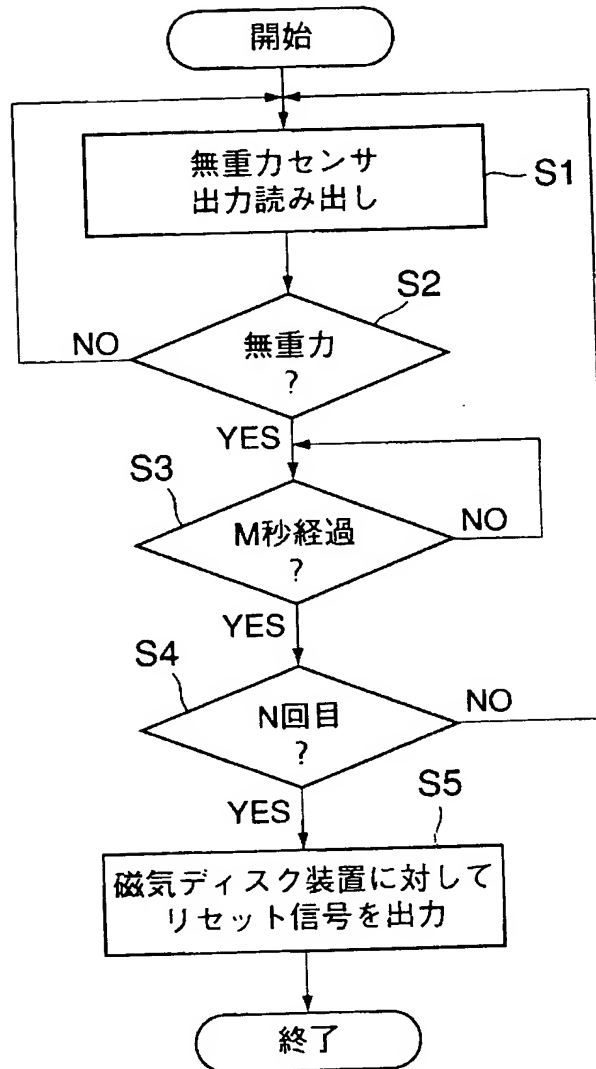 開始
無重力センサ
出力読み出し
S1
S2
無重力
?
NO
YES
S3
M秒経過
?
NO
YES
S4
N回目
?
NO
YES
S5
磁気ディスク装置に対して
リセット信号を出力
終了